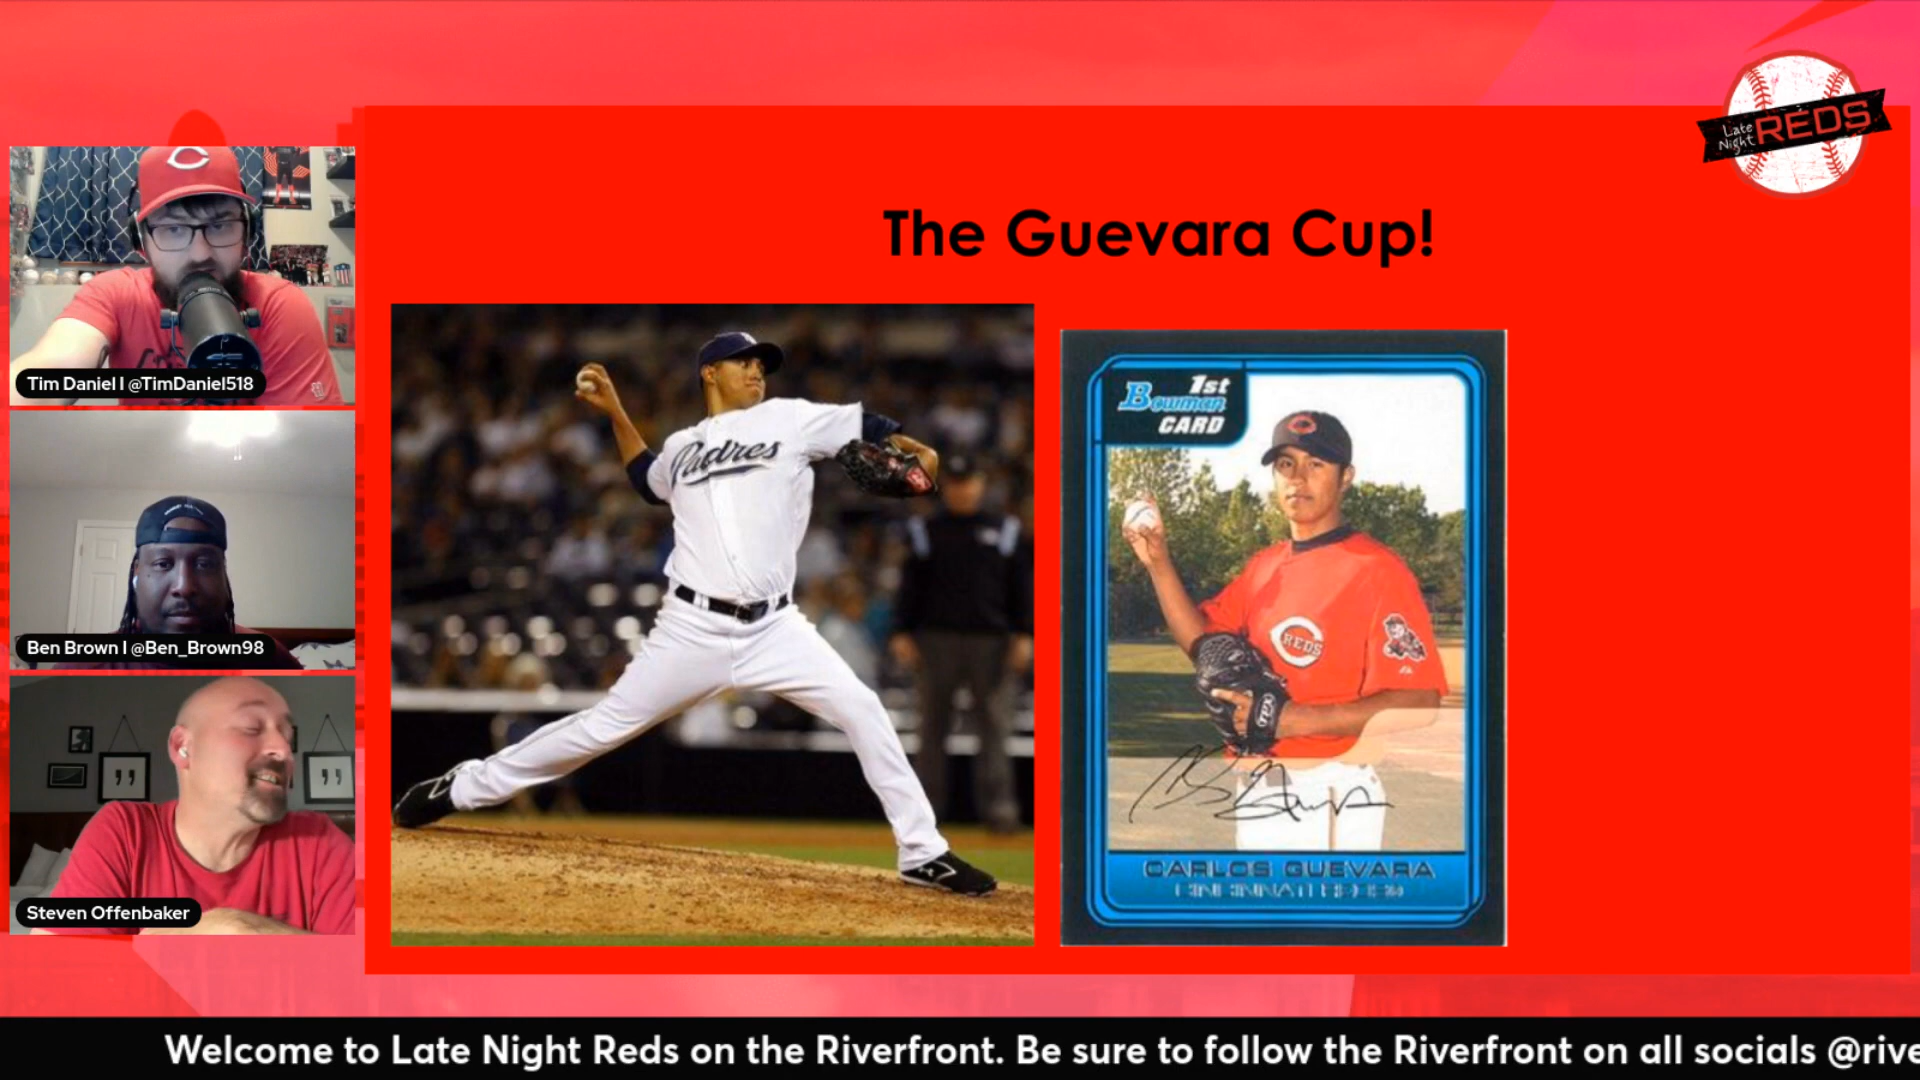 Late
Night REDS
The Guevara Cup!
Tim Daniel | @TimDaniel518
Ben Brown | @Ben_Brown98
Steven Offenbaker
Padres
1st
Bowman
CARD
REDS
CARLOS GUEVARA
CINCINNATI REDS
Welcome to Late Night Reds on the Riverfront. Be sure to follow the Riverfront on all socials @rive